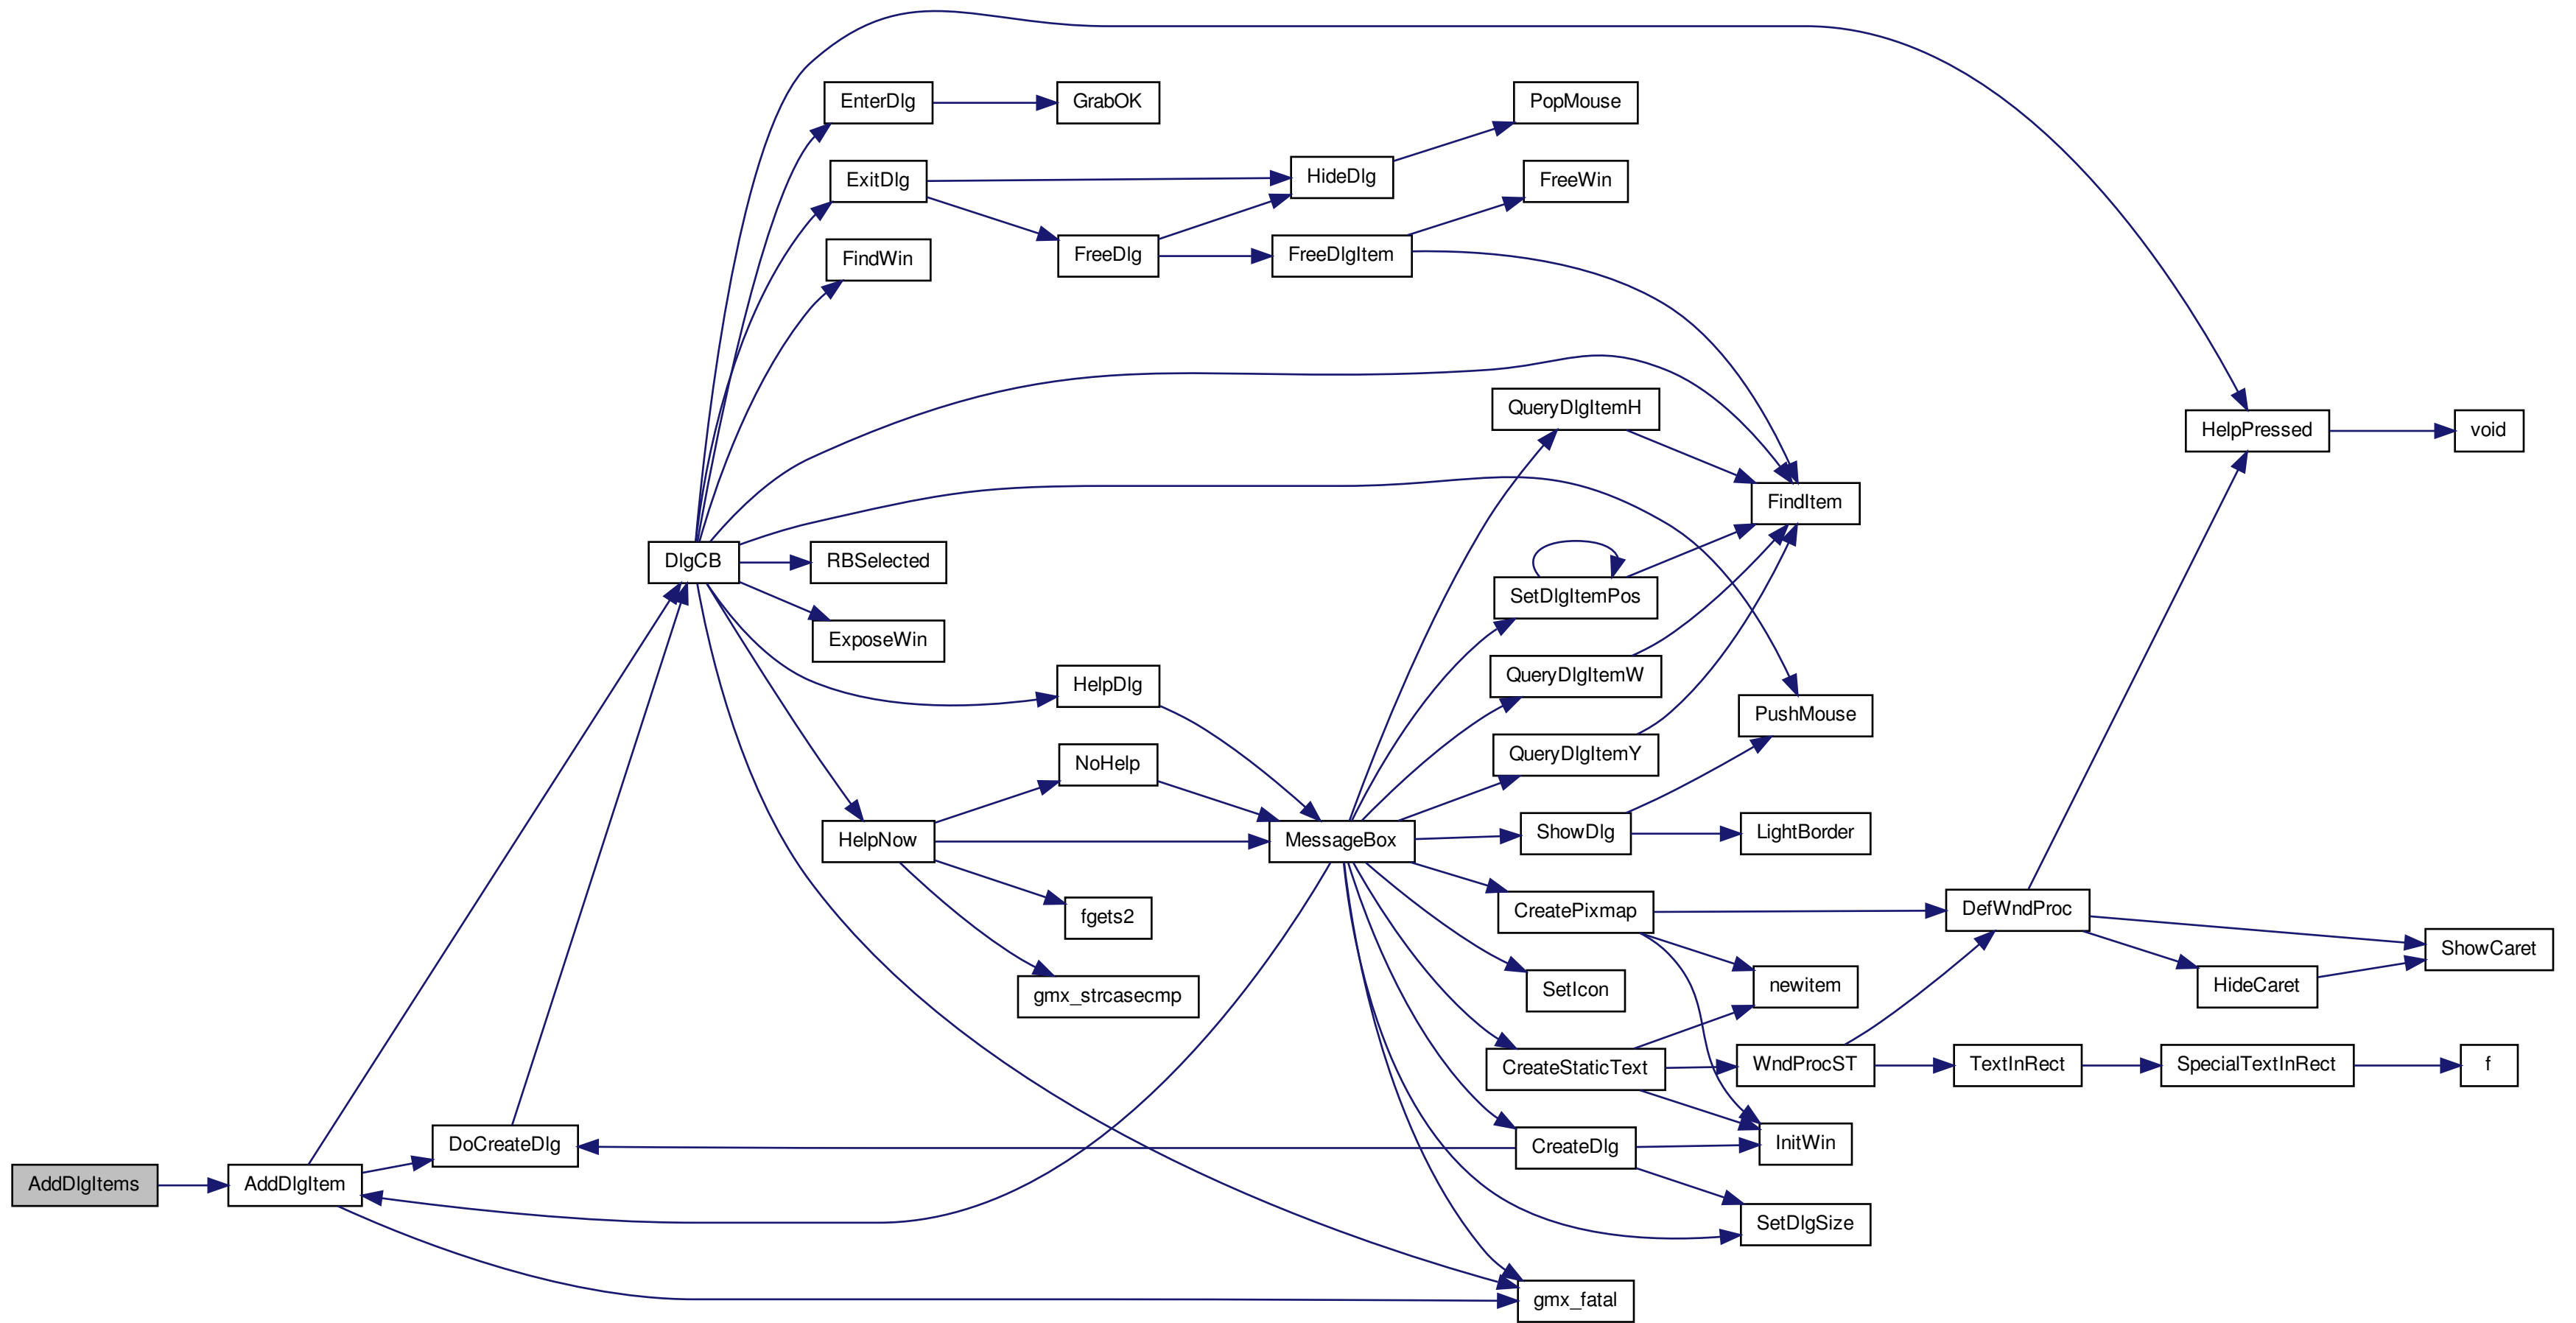 EnterDlg
GrabOK
PopMouse
ExitDlg
HideDlg
FreeWin
FindWin
FreeDlg
FreeDlgItem
QueryDlgItemH
HelpPressed
void
FindItem
DlgCB
RBSelected
SetDlgItemPos
ExposeWin
HelpDlg
QueryDlgItemW
PushMouse
NoHelp
QueryDlgItemY
HelpNow
MessageBox
ShowDlg
LightBorder
fgets2
CreatePixmap
DefWndProc
ShowCaret
gmx_strcasecmp
SetIcon
newitem
HideCaret
CreateStaticText
WndProcST
TextInRect
SpecialTextInRect
f
DoCreateDlg
CreateDlg
InitWin
AddDlgItems
AddDlgItem
SetDlgSize
gmx_fatal